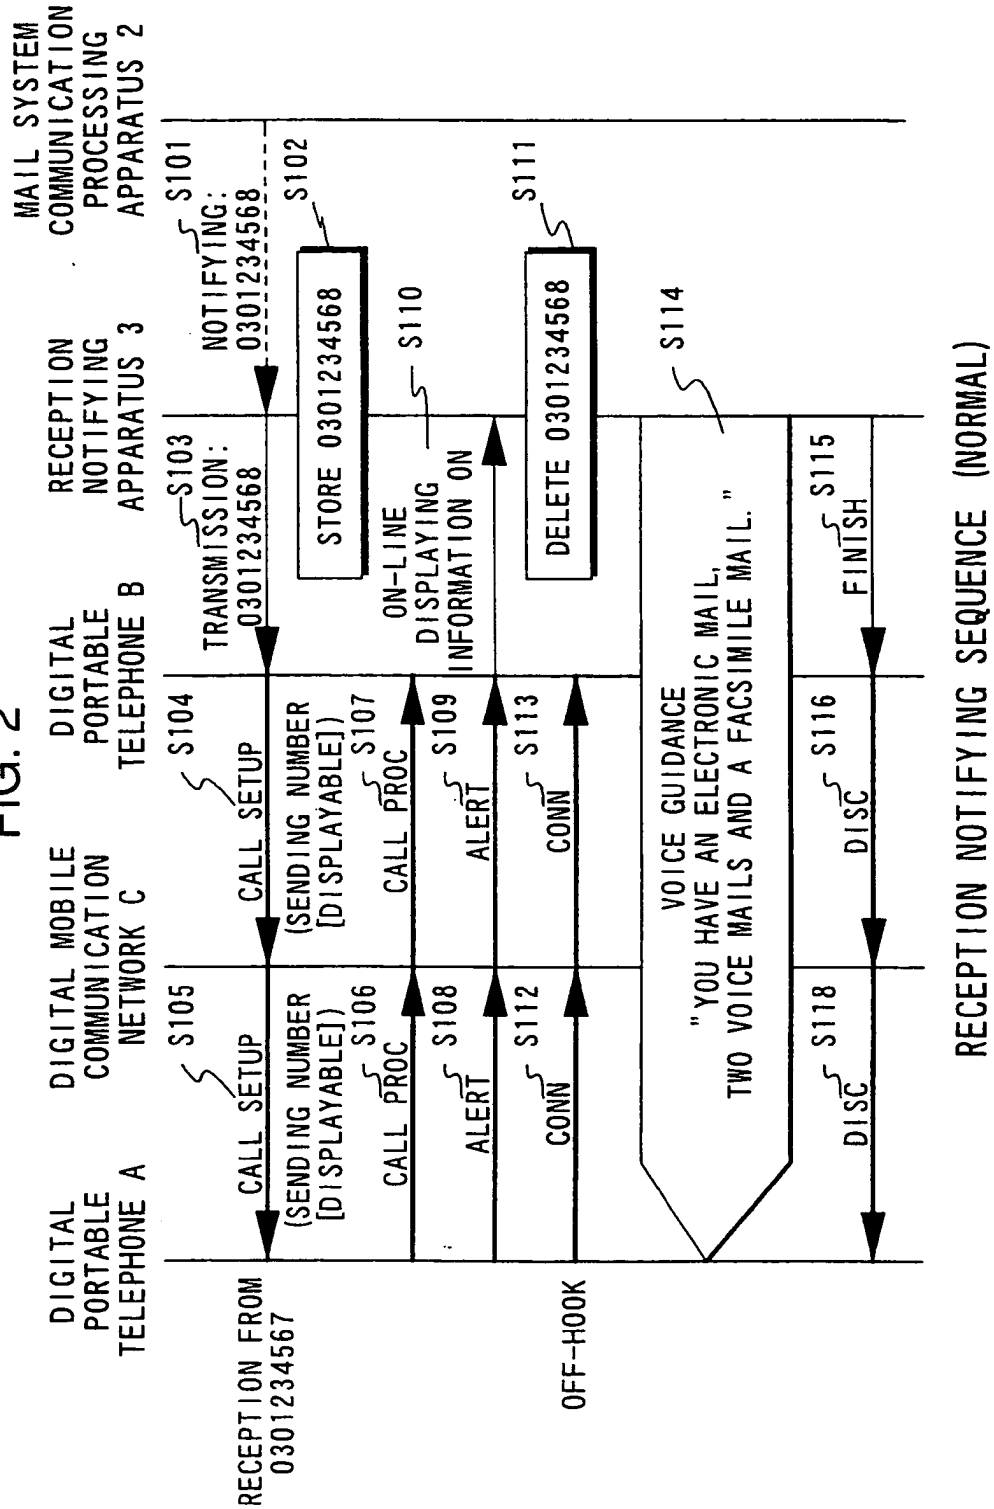 FIG. 2
DIGITAL
PORTABLE
TELEPHONE A
DIGITAL MOBILE
COMMUNICATION
NETWORK C
DIGITAL
PORTABLE
TELEPHONE B
RECEPTION
NOTIFYING
APPARATUS 3
MAIL SYSTEM
COMMUNICATION
PROCESSING
APPARATUS 2
S101
NOTIFYING:
0301234568
S102
STORE 0301234568
S103
TRANSMISSION:
0301234568
S104
CALL SETUP
(SENDING NUMBER
[DISPLAYABLE])
S105
CALL SETUP
(SENDING NUMBER
[DISPLAYABLE])
RECEPTION FROM
0301234567
S106
CALL PROC
S107
CALL PROC
S108
ALERT
S109
ALERT
S110
ON-LINE
DISPLAYING
INFORMATION ON
S111
DELETE 0301234568
OFF-HOOK
S112
CONN
S113
CONN
S114
VOICE GUIDANCE
"YOU HAVE AN ELECTRONIC MAIL,
TWO VOICE MAILS AND A FACSIMILE MAIL."
S115
FINISH
S116
DISC
S118
DISC
RECEPTION NOTIFYING SEQUENCE (NORMAL)